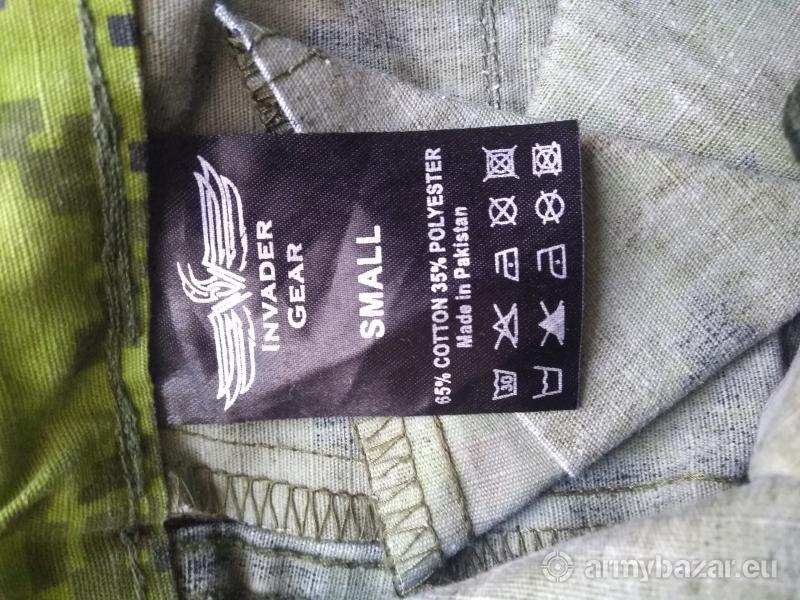 INVADER
GEAR
SMALL
65% COTTON 35% POLYESTER
Made in Pakistan
30
armybazar.eu